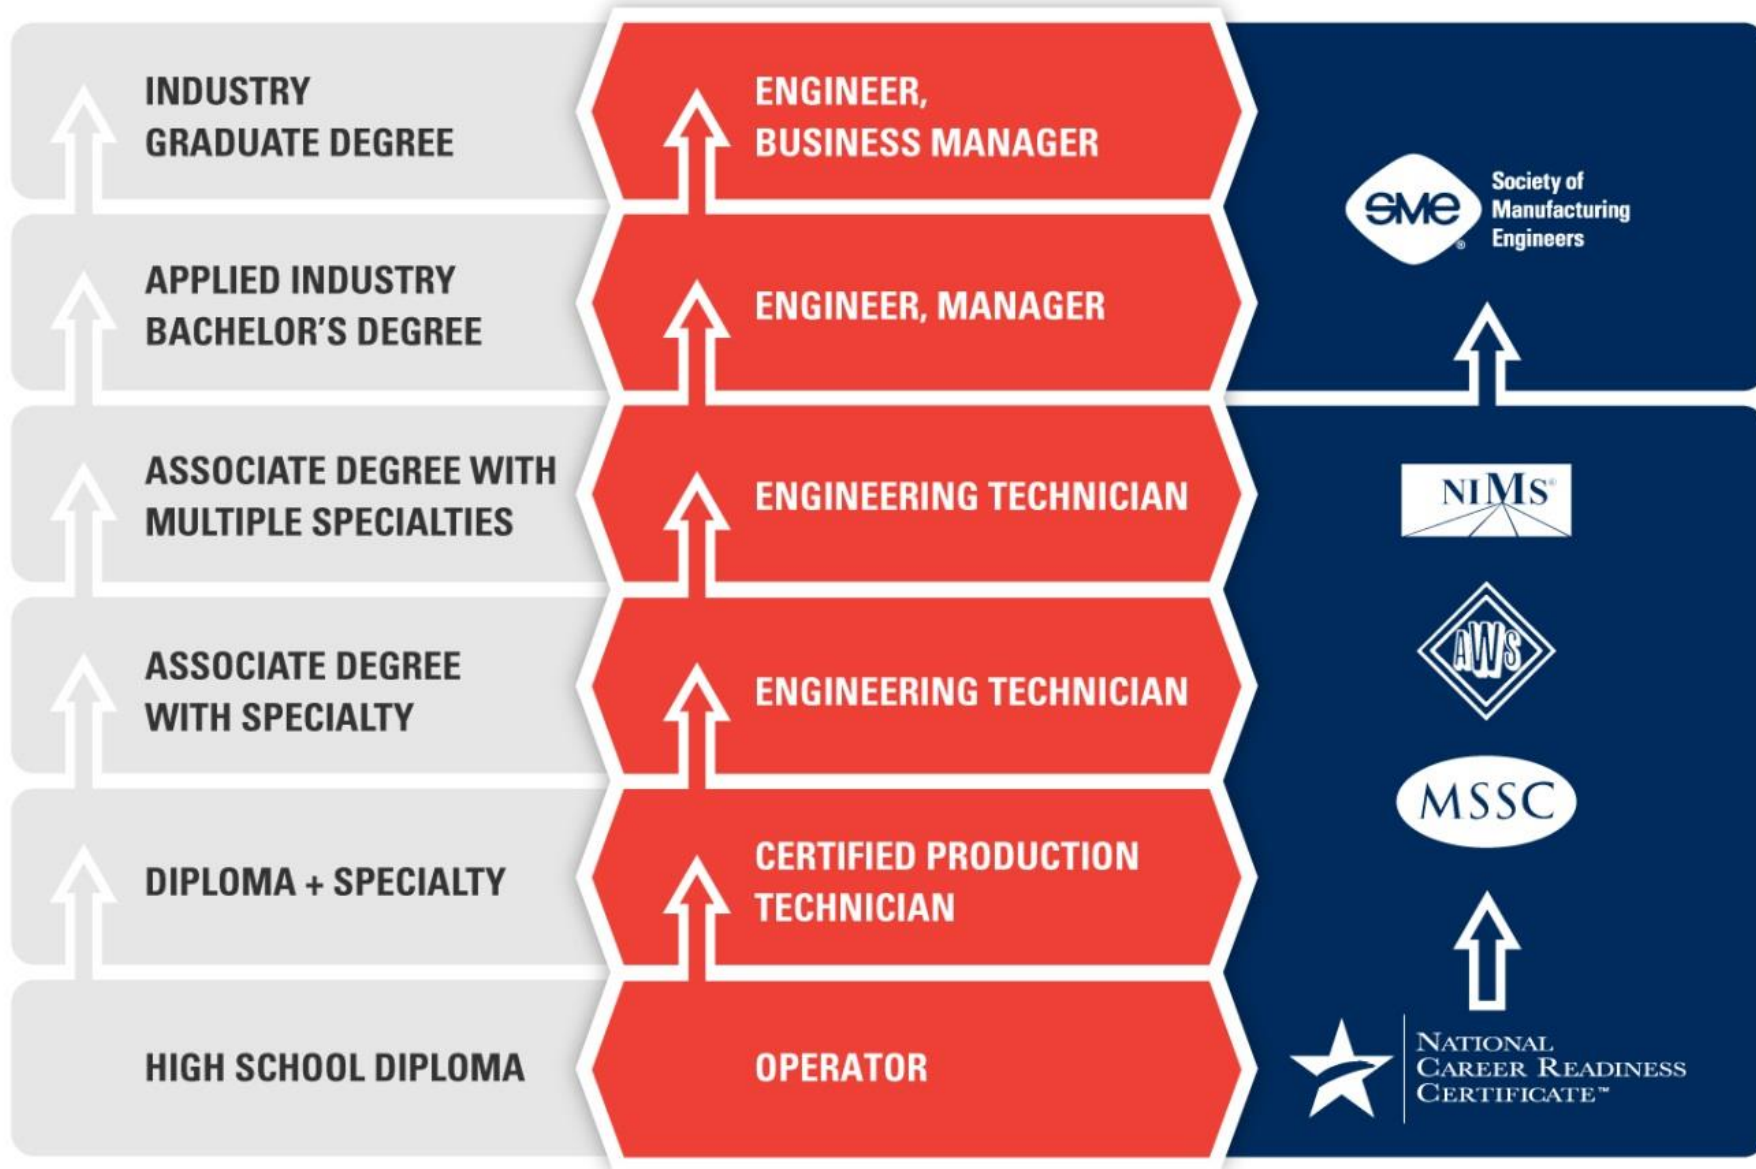 INDUSTRY
GRADUATE DEGREE
ENGINEER,
BUSINESS MANAGER
SME
®
Society of
Manufacturing
Engineers
APPLIED INDUSTRY
BACHELOR'S DEGREE
ENGINEER, MANAGER
ASSOCIATE DEGREE WITH
MULTIPLE SPECIALTIES
ENGINEERING TECHNICIAN
NIMS®
ASSOCIATE DEGREE
WITH SPECIALTY
ENGINEERING TECHNICIAN
AWS
MSSC
DIPLOMA + SPECIALTY
CERTIFIED PRODUCTION
TECHNICIAN
HIGH SCHOOL DIPLOMA
OPERATOR
NATIONAL
CAREER READINESS
CERTIFICATE™